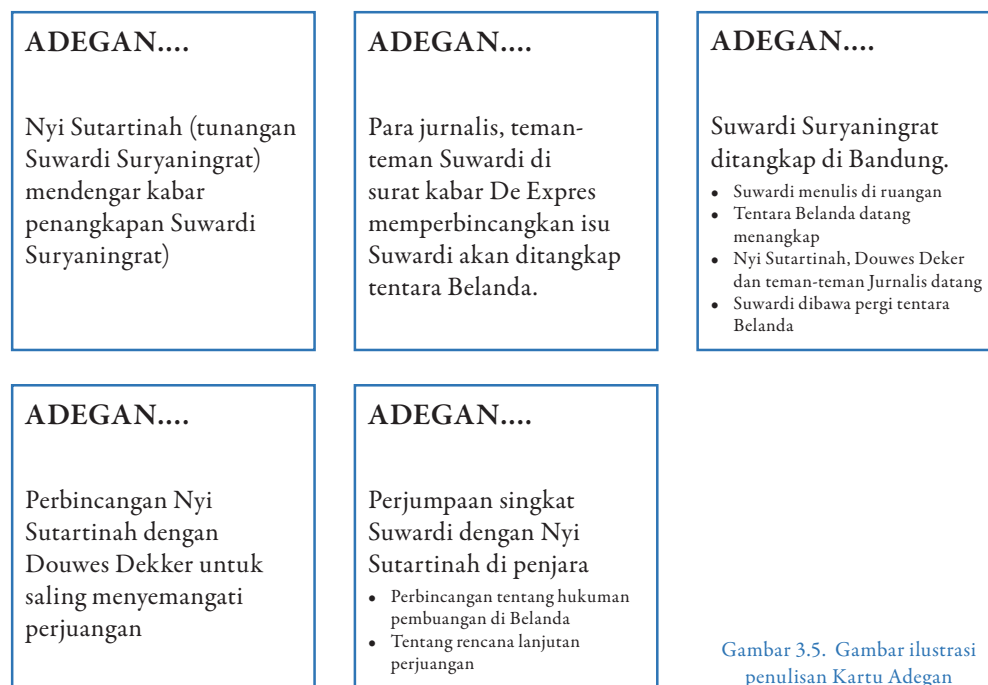 ADEGAN....
Nyi Sutartinah (tunangan
Suwardi Suryaningrat)
mendengar kabar
penangkapan Suwardi
Suryaningrat)
ADEGAN....
Para jurnalis, teman-
teman Suwardi di
surat kabar De Expres
memperbincangkan isu
Suwardi akan ditangkap
tentara Belanda.
ADEGAN....
Suwardi Suryaningrat
ditangkap di Bandung.
• Suwardi menulis di ruangan
• Tentara Belanda datang
menangkap
• Nyi Sutartinah, Douwes Deker
dan teman-teman Jurnalis datang
• Suwardi dibawa pergi tentara
Belanda
ADEGAN....
Perbincangan Nyi
Sutartinah dengan
Douwes Dekker untuk
saling menyemangati
perjuangan
ADEGAN....
Perjumpaan singkat
Suwardi dengan Nyi
Sutartinah di penjara
• Perbincangan tentang hukuman
pembuangan di Belanda
• Tentang rencana lanjutan
perjuangan
Gambar 3.5. Gambar ilustrasi
penulisan Kartu Adegan